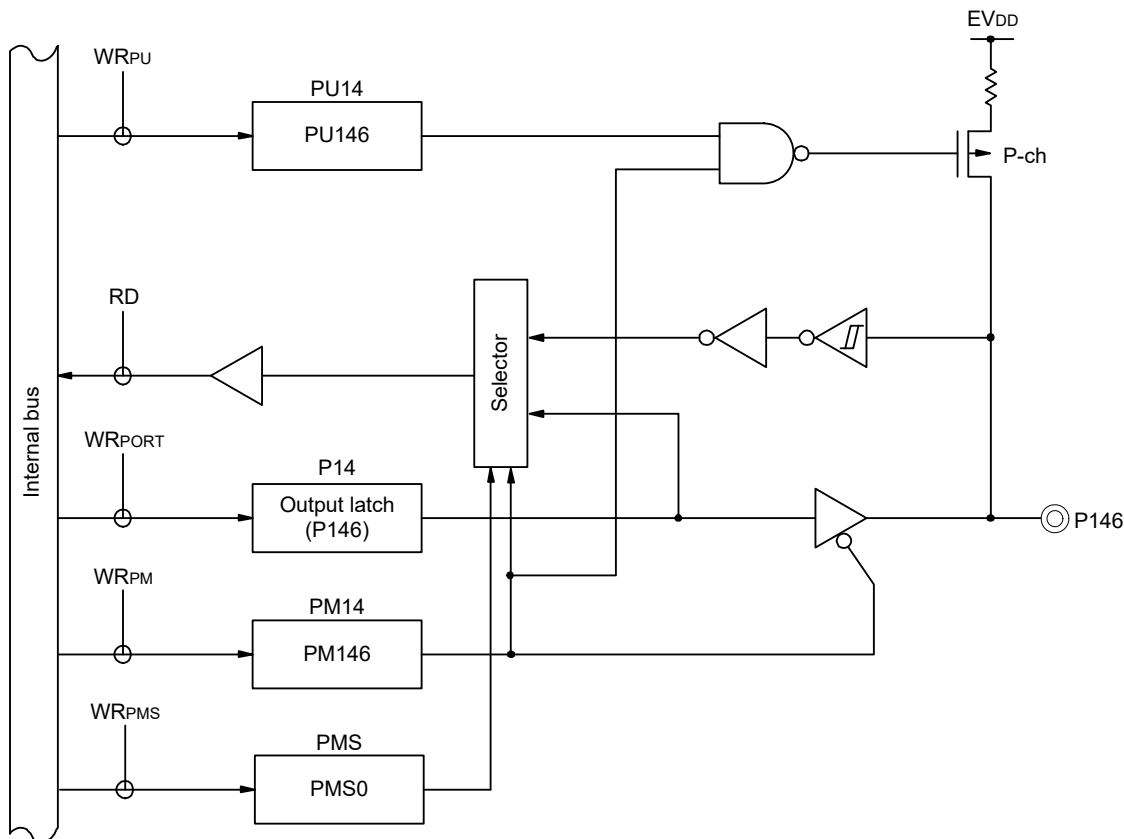 EVDD
WRPU
PU14
PU146
P-ch
RD
Selector
Internal bus
WRPORT
P14
Output latch
(P146)
P146
WRPM
PM14
PM146
WRPMS
PMS
PMS0